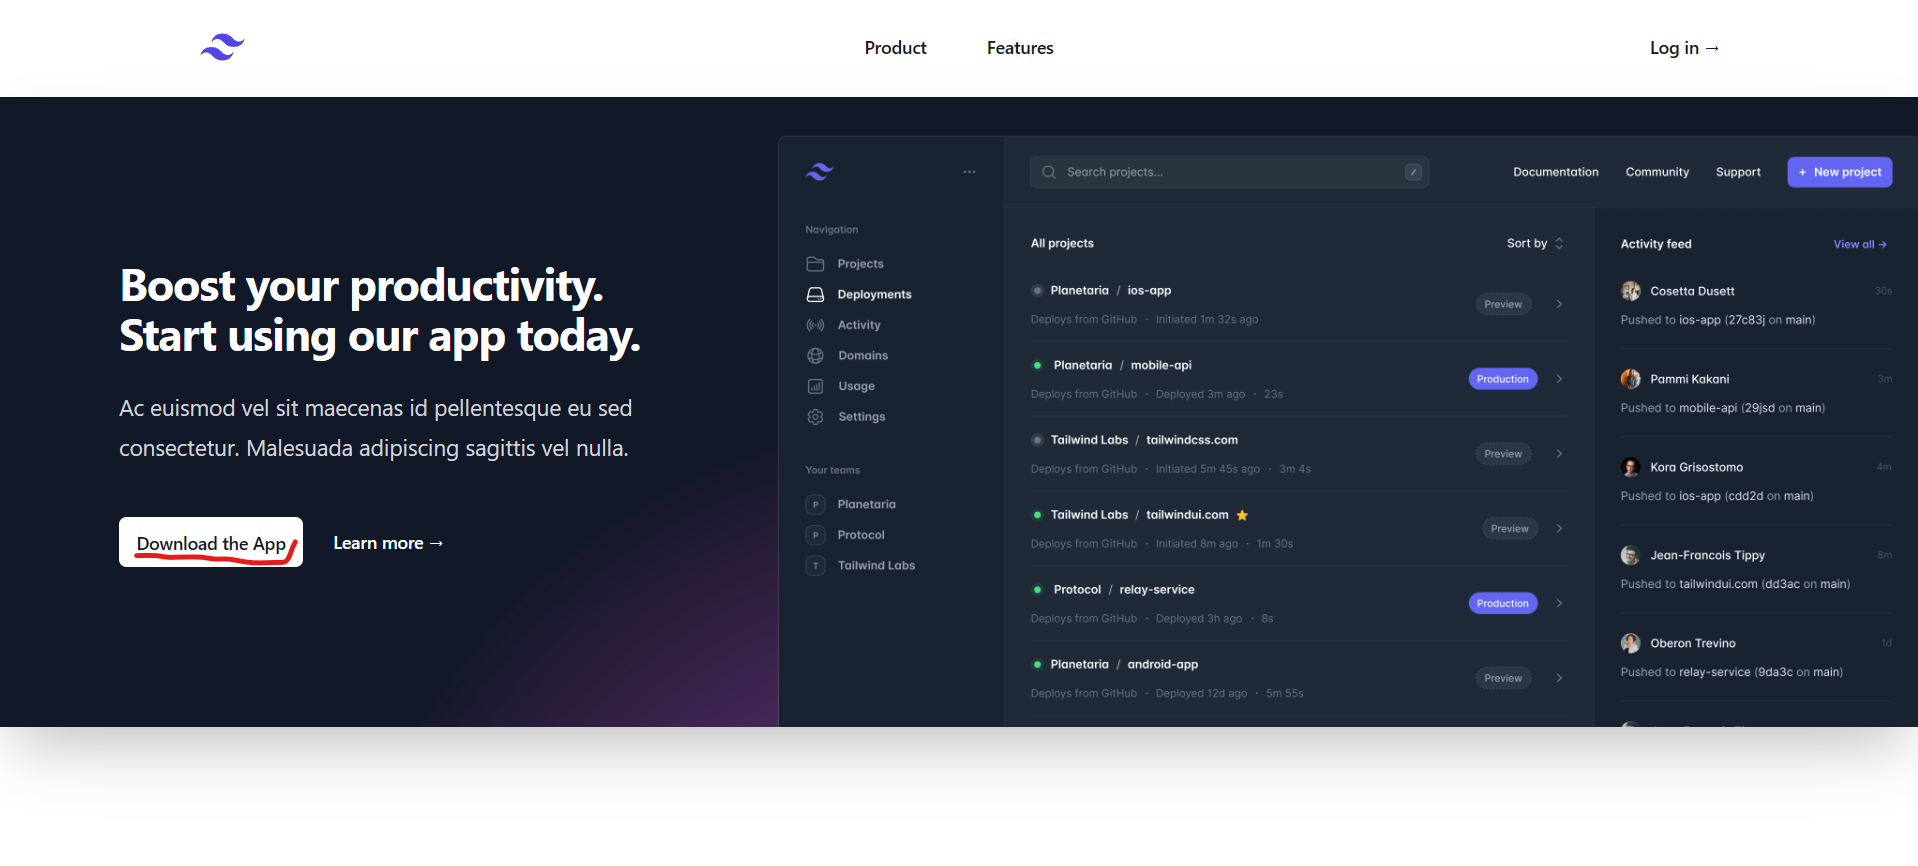 Product
Features
Log in →
Boost your productivity.
Start using our app today.
Ac euismod vel sit maecenas id pellentesque eu sed
consectetur. Malesuada adipiscing sagittis vel nulla.
Download the App
Learn more →
Navigation
Projects
Deployments
Activity
Domains
Usage
Settings
Your teams
P Planetaria
P Protocol
T Tailwind Labs
Search projects...
/
Documentation
Community
Support
+ New project
All projects
Sort by
Planetaria / ios-app
Deploys from GitHub · Initiated 1m 32s ago
Preview
Planetaria / mobile-api
Deploys from GitHub · Deployed 3m ago · 23s
Production
Tailwind Labs / tailwindcss.com
Deploys from GitHub · Initiated 5m 45s ago · 3m 4s
Preview
Tailwind Labs / tailwindui.com
Deploys from GitHub · Initiated 8m ago · 1m 30s
Preview
Protocol / relay-service
Deploys from GitHub · Deployed 3h ago · 8s
Production
Planetaria / android-app
Deploys from GitHub · Deployed 12d ago · 5m 55s
Preview
Activity feed
View all →
Cosetta Dusett 30s
Pushed to ios-app (27c83j on main)
Pammi Kakani 3m
Pushed to mobile-api (29jsd on main)
Kora Grisostomo 4m
Pushed to ios-app (cdd2d on main)
Jean-Francois Tippy 8m
Pushed to tailwindui.com (dd3ac on main)
Oberon Trevino 1d
Pushed to relay-service (9da3c on main)